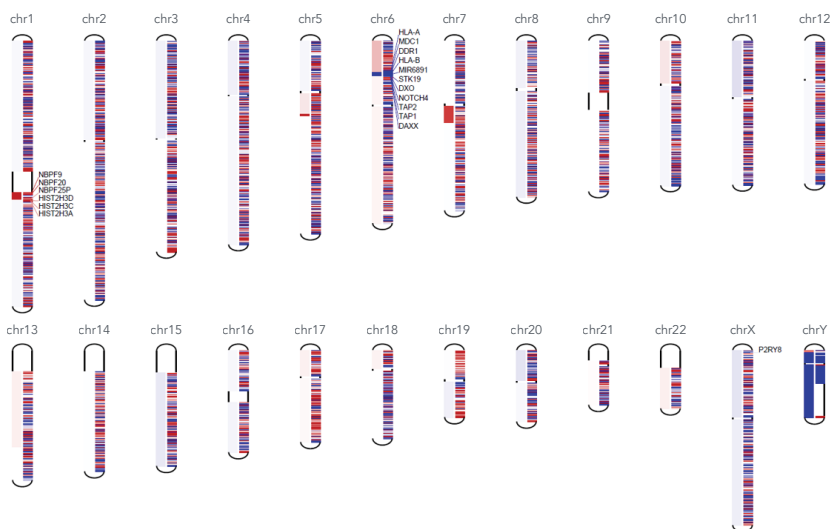 chr1 chr2 chr3 chr4 chr5 chr6 chr7 chr8 chr9 chr10 chr11 chr12
HLA-A
MDC1
DDR1
HLA-B
MIR6891
STK19
DXO
NOTCH4
TAP2
TAP1
DAXX
NBPF9
NBPF20
NBPF25P
HIST2H3D
HIST2H3C
HIST2H3A
chr13 chr14 chr15 chr16 chr17 chr18 chr19 chr20 chr21 chr22 chrX chrY
P2RY8